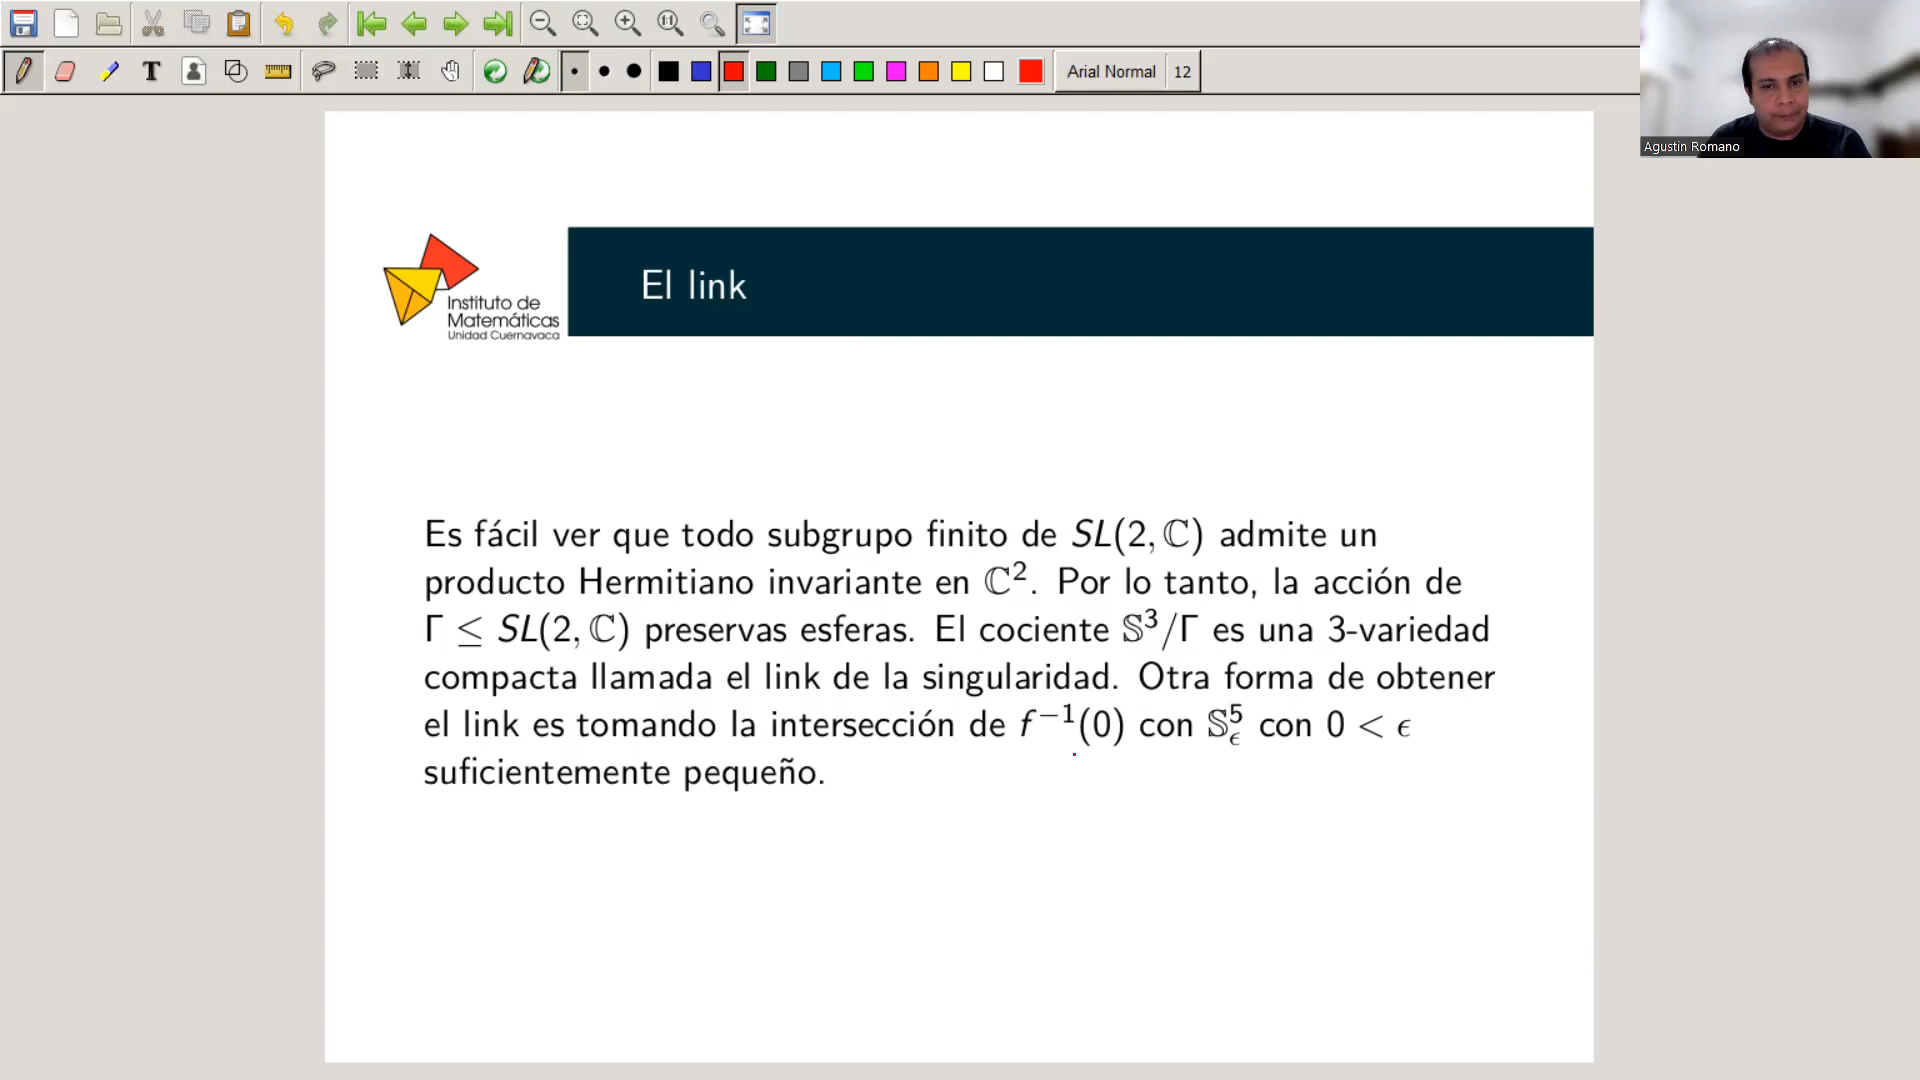 1:1
T
Arial Normal 12
Agustin Romano
Instituto de
Matemáticas
Unidad Cuernavaca
El link
Es fácil ver que todo subgrupo finito de SL(2, ℂ) admite un
producto Hermitiano invariante en ℂ². Por lo tanto, la acción de
Γ ≤ SL(2, ℂ) preservas esferas. El cociente 𝕊³/Γ es una 3-variedad
compacta llamada el link de la singularidad. Otra forma de obtener
el link es tomando la intersección de f⁻¹(0) con 𝕊⁵_ϵ con 0 < ϵ
suficientemente pequeño.